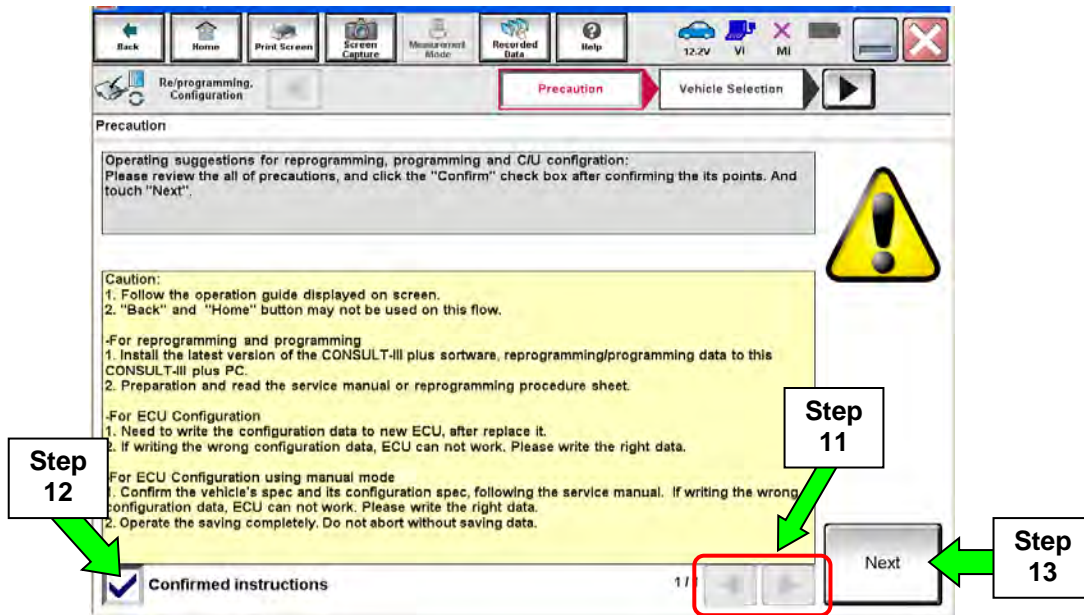 Back
Home
Print Screen
Screen
Capture
Measurement
Mode
Recorded
Data
Help
12.2V
VI
MI
Re/programming,
Configuration
Precaution
Vehicle Selection
Precaution
Operating suggestions for reprogramming, programming and C/U configration:
Please review the all of precautions, and click the "Confirm" check box after confirming the its points. And
touch "Next".
Caution:
1. Follow the operation guide displayed on screen.
2. "Back" and "Home" button may not be used on this flow.
-For reprogramming and programming
1. Install the latest version of the CONSULT-III plus sortware, reprogramming/programming data to this
CONSULT-III plus PC.
2. Preparation and read the service manual or reprogramming procedure sheet.
-For ECU Configuration
1. Need to write the configuration data to new ECU, after replace it.
2. If writing the wrong configuration data, ECU can not work. Please write the right data.
-For ECU Configuration using manual mode
1. Confirm the vehicle's spec and its configuration spec, following the service manual. If writing the wrong
configuration data, ECU can not work. Please write the right data.
2. Operate the saving completely. Do not abort without saving data.
Step
11
Step
12
Confirmed instructions
1/
Next
Step
13